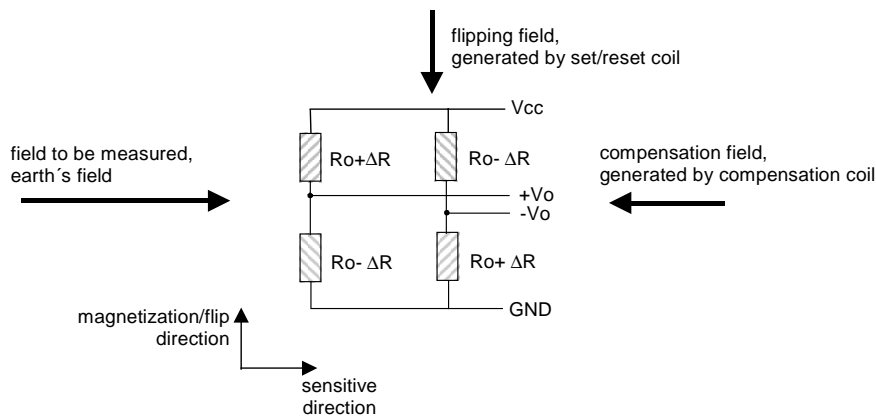 flipping field,
generated by set/reset coil
Vcc
field to be measured,
earth´s field
Ro+ΔR
Ro- ΔR
compensation field,
generated by compensation coil
+Vo
-Vo
Ro- ΔR
Ro+ ΔR
GND
magnetization/flip
direction
sensitive
direction